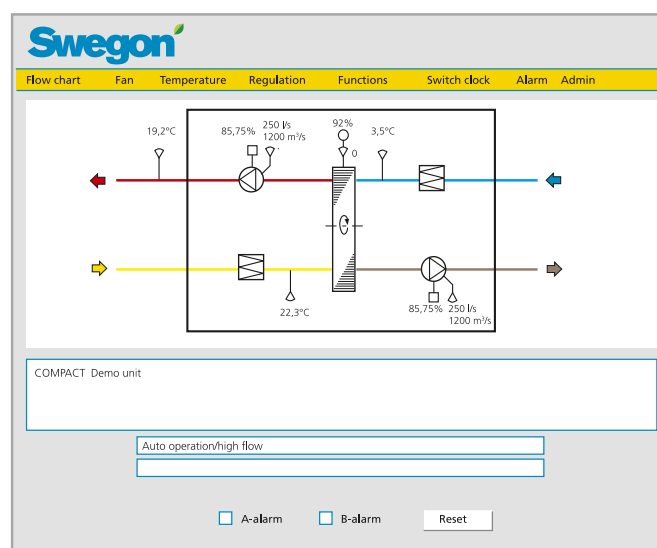 Swegon
Flow chart Fan Temperature Regulation Functions Switch clock Alarm Admin
19,2°C
85,75%
250 l/s
1200 m³/s
92%
0
3,5°C
22,3°C
85,75%
250 l/s
1200 m³/s
COMPACT Demo unit
Auto operation/high flow
A-alarm B-alarm Reset